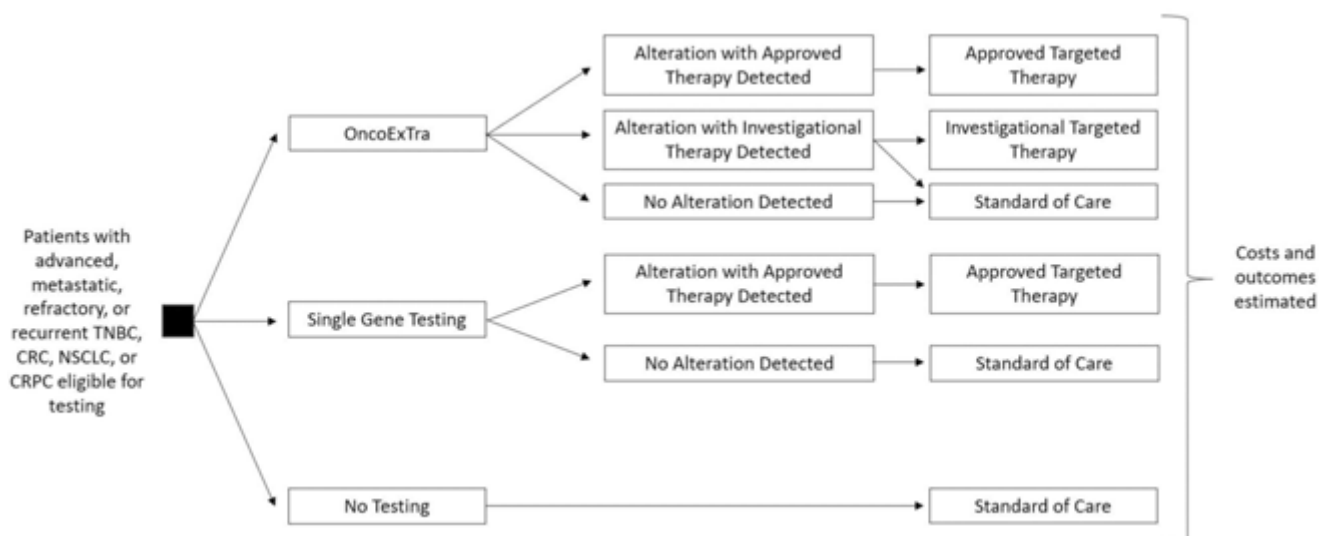 Patients with
advanced,
metastatic,
refractory, or
recurrent TNBC,
CRC, NSCLC, or
CRPC eligible for
testing
OncoExTra
Alteration with Approved
Therapy Detected
Approved Targeted
Therapy
Alteration with Investigational
Therapy Detected
Investigational Targeted
Therapy
No Alteration Detected
Standard of Care
Single Gene Testing
Alteration with Approved
Therapy Detected
Approved Targeted
Therapy
No Alteration Detected
Standard of Care
No Testing
Standard of Care
Costs and
outcomes
estimated